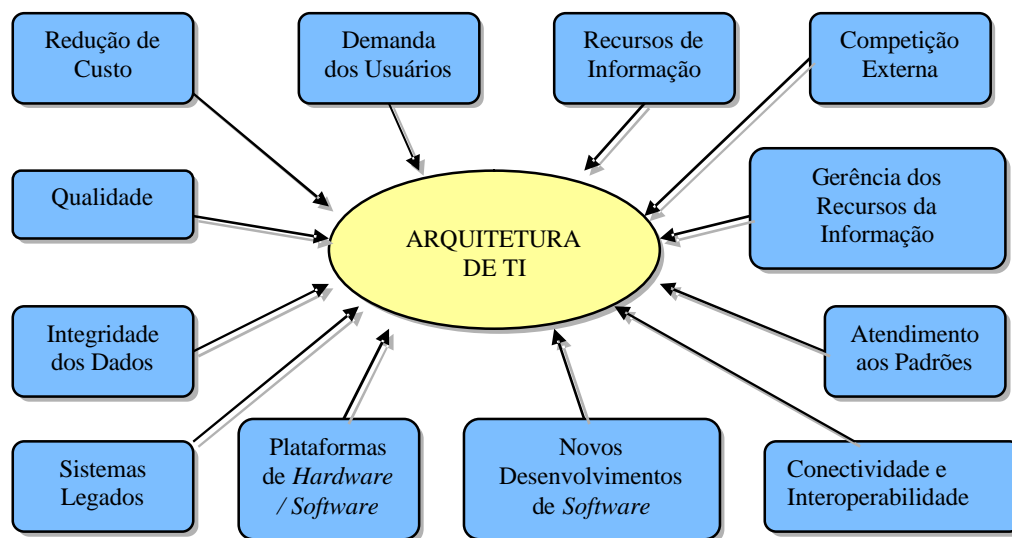 Redução de
Custo
Demanda
dos Usuários
Recursos de
Informação
Competição
Externa
Qualidade
Gerência dos
Recursos da
Informação
ARQUITETURA
DE TI
Integridade
dos Dados
Atendimento
aos Padrões
Sistemas
Legados
Plataformas
de Hardware
/ Software
Novos
Desenvolvimentos
de Software
Conectividade e
Interoperabilidade